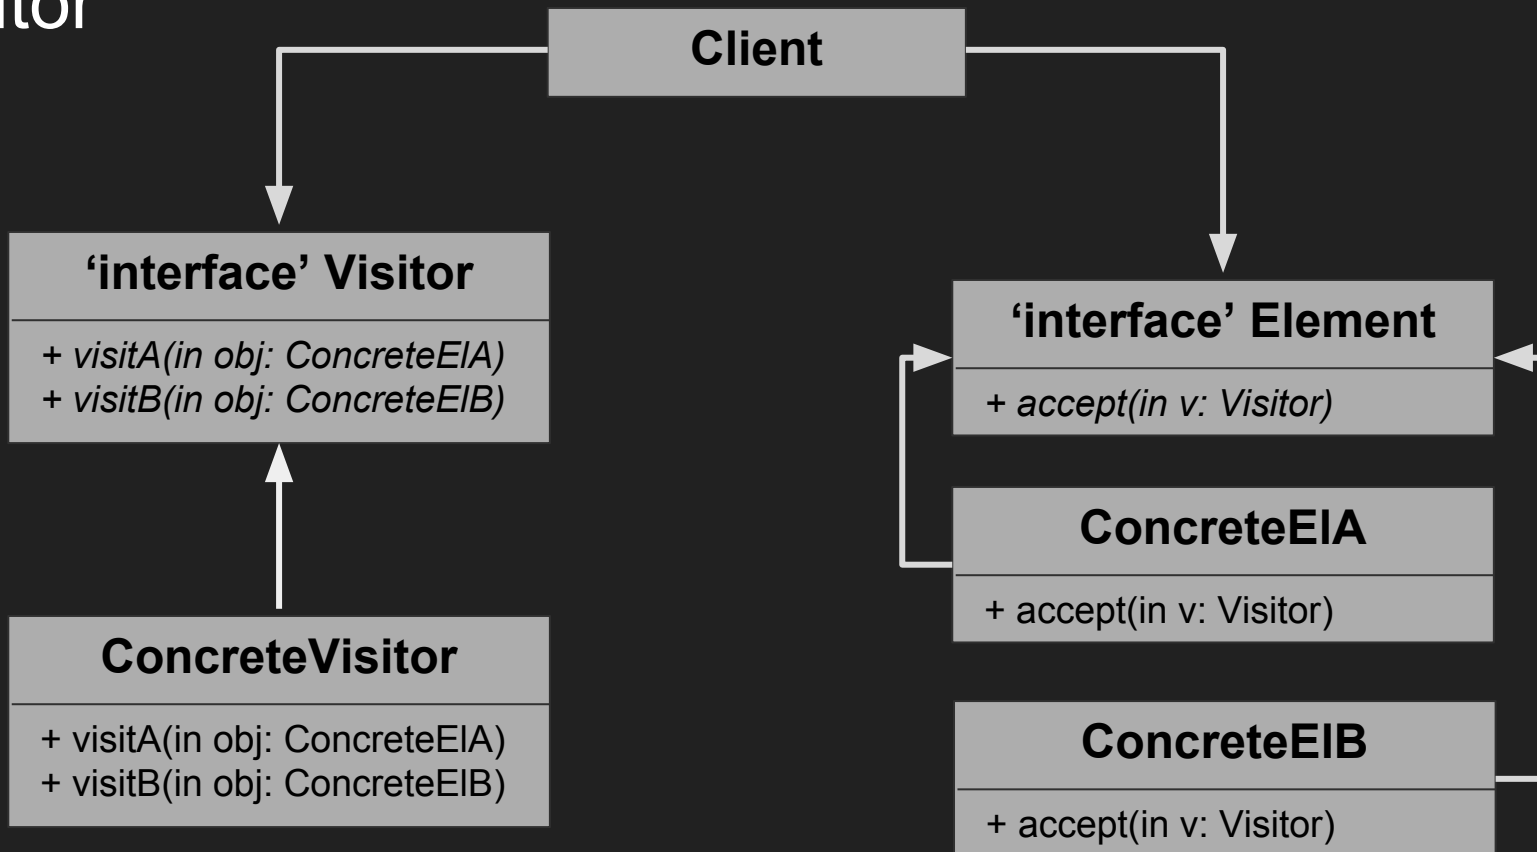 itor
Client
‘interface’ Visitor
+ visitA(in obj: ConcreteElA)
+ visitB(in obj: ConcreteElB)
‘interface’ Element
+ accept(in v: Visitor)
ConcreteElA
+ accept(in v: Visitor)
ConcreteVisitor
+ visitA(in obj: ConcreteElA)
+ visitB(in obj: ConcreteElB)
ConcreteElB
+ accept(in v: Visitor)